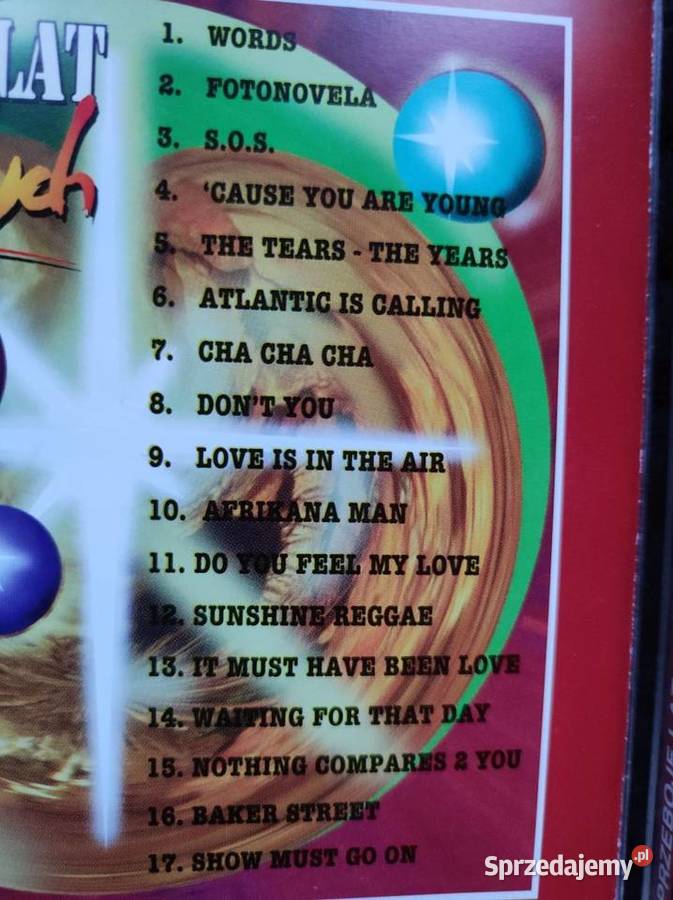 LAT
ych
1. WORDS
2. FOTONOVELA
3. S.O.S.
4. 'CAUSE YOU ARE YOUNG
5. THE TEARS - THE YEARS
6. ATLANTIC IS CALLING
7. CHA CHA CHA
8. DON'T YOU
9. LOVE IS IN THE AIR
10. AFRIKANA MAN
11. DO YOU FEEL MY LOVE
12. SUNSHINE REGGAE
13. IT MUST HAVE BEEN LOVE
14. WAITING FOR THAT DAY
15. NOTHING COMPARES 2 YOU
16. BAKER STREET
17. SHOW MUST GO ON
PRZEBOJE LAT
Sprzedajemy.pl